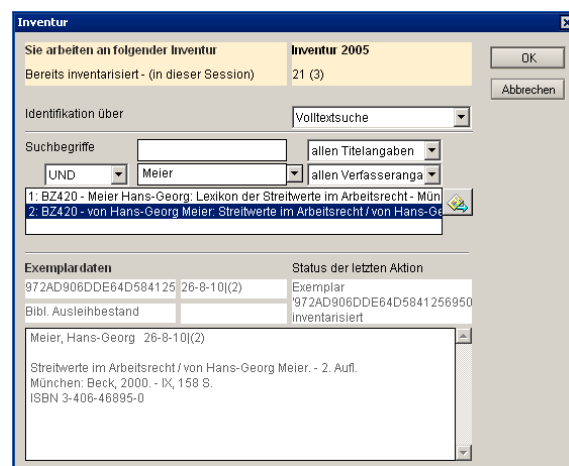 Inventur
Sie arbeiten an folgender Inventur Inventur 2005
Bereits inventarisiert - (in dieser Session) 21 (3)
OK
Abbrechen
Identifikation über Volltextsuche
Suchbegriffe allen Titelangaben
UND Meier allen Verfasseranga
1: BZ420 - Meier Hans-Georg: Lexikon der Streitwerte im Arbeitsrecht - Mün
2: BZ420 - von Hans-Georg Meier: Streitwerte im Arbeitsrecht / von Hans-Ge
Exemplardaten Status der letzten Aktion
972AD906DDE64D584125 26-8-10|(2) Exemplar
'972AD906DDE64D5841256950
Bibl. Ausleihbestand inventarisiert
Meier, Hans-Georg 26-8-10|(2)
Streitwerte im Arbeitsrecht / von Hans-Georg Meier. - 2. Aufl.
München: Beck, 2000. - IX, 158 S.
ISBN 3-406-46895-0